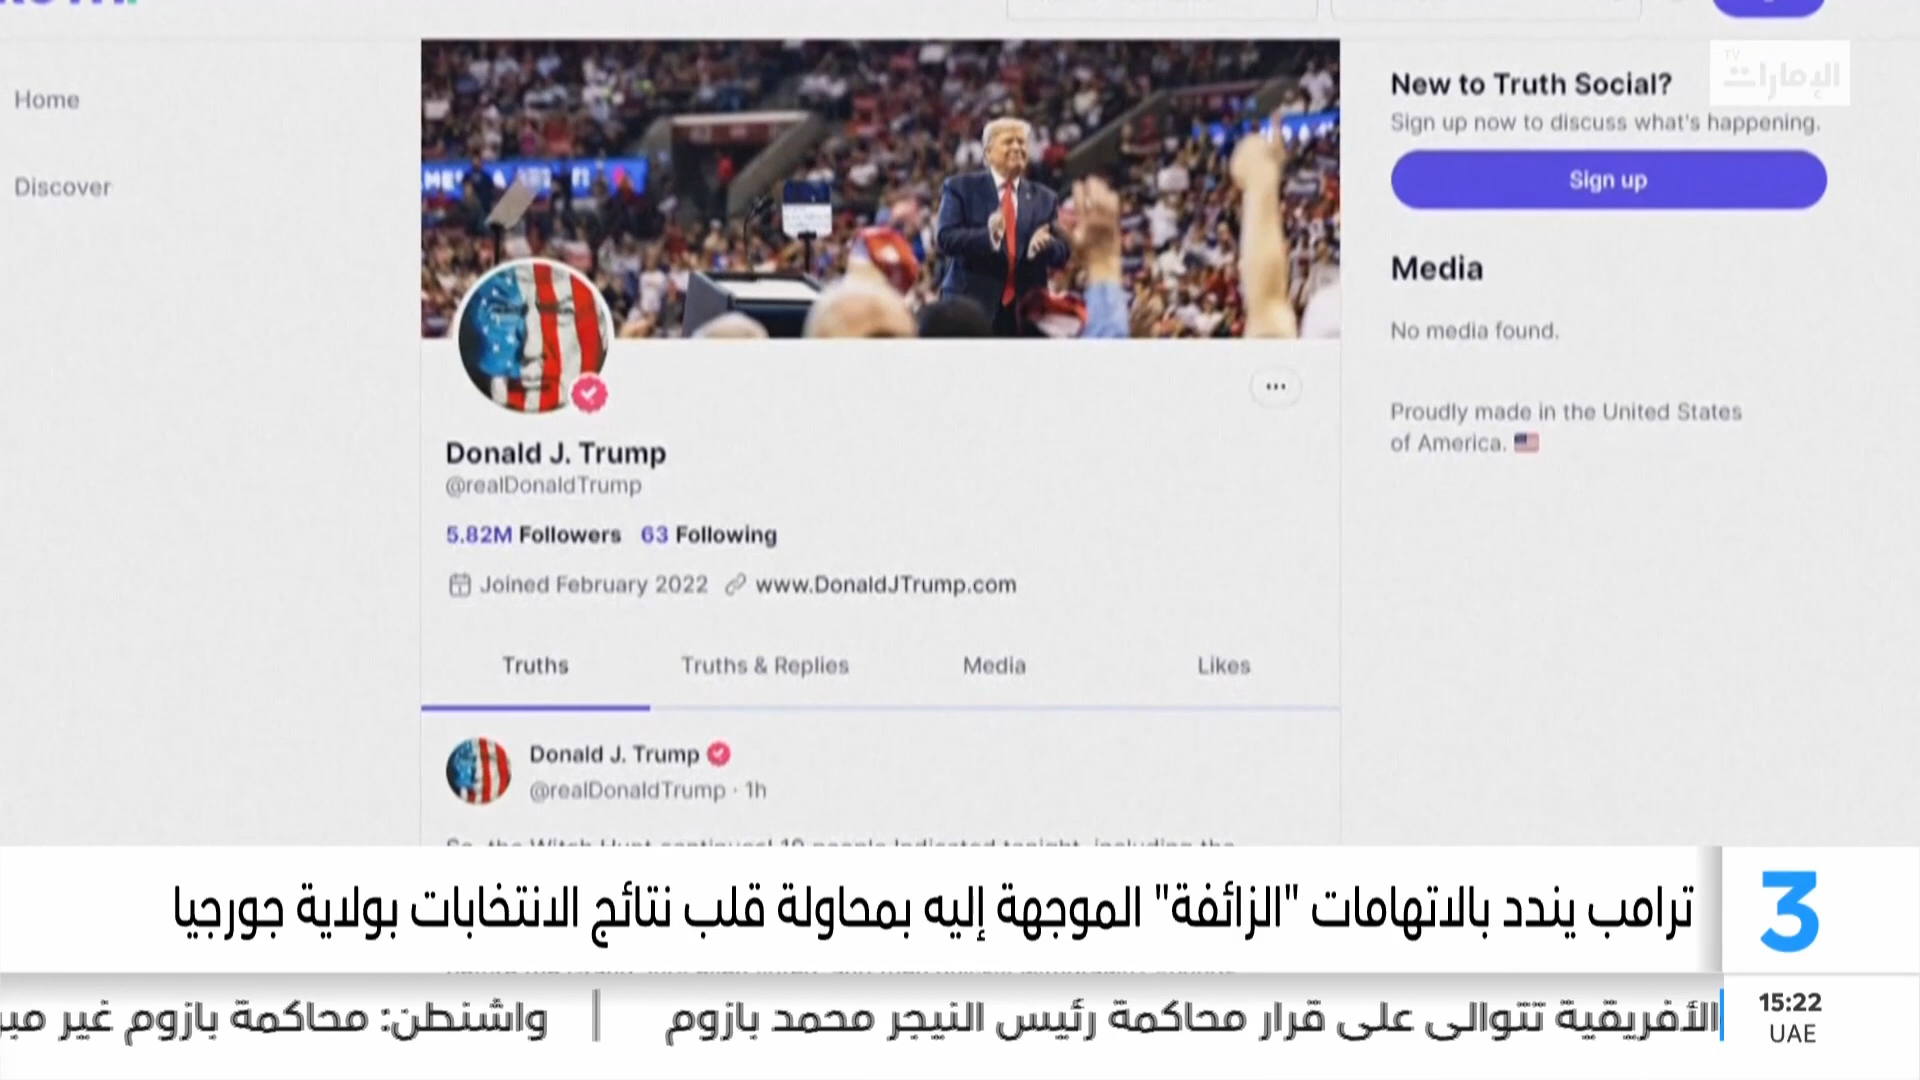 Home
Discover
New to Truth Social?
Sign up now to discuss what's happening.
Sign up
Media
No media found.
Proudly made in the United States
of America.
TV
الإمارات
Donald J. Trump
@realDonaldTrump
5.82M Followers 63 Following
Joined February 2022 www.DonaldJTrump.com
Truths
Truths & Replies
Media
Likes
Donald J. Trump
@realDonaldTrump · 1h
ترامب يندد بالاتهامات "الزائفة" الموجهة إليه بمحاولة قلب نتائج الانتخابات بولاية جورجيا
3
الأفريقية تتوالى على قرار محاكمة رئيس النيجر محمد بازوم | واشنطن: محاكمة بازوم غير
15:22
UAE